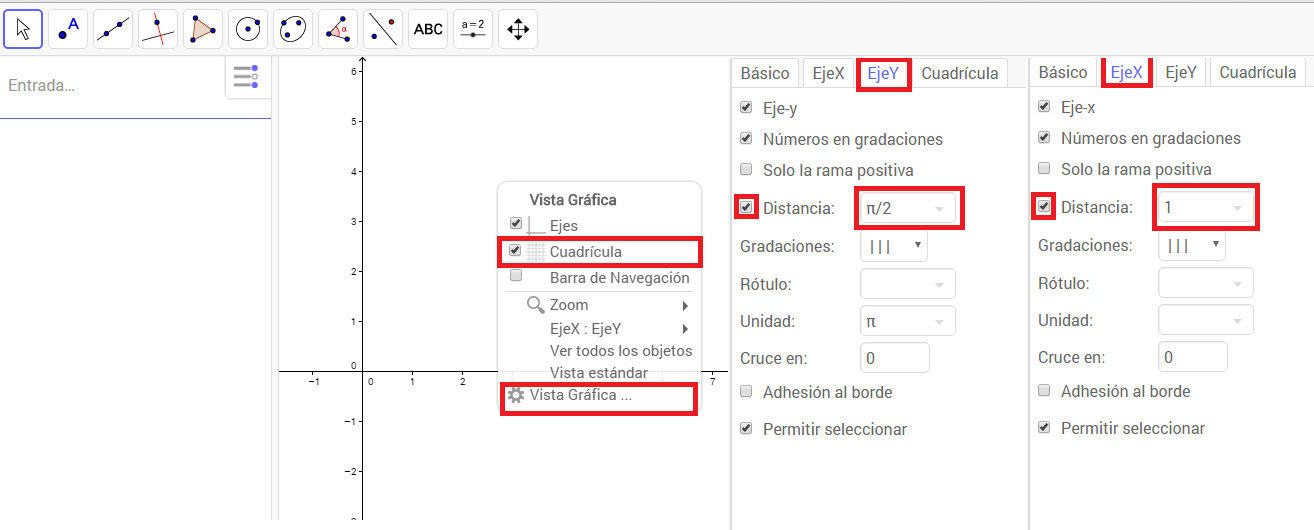 A
α
ABC
a = 2
Entrada...
6
5
4
3
2
1
0
−1
0
1
2
7
−1
−2
Vista Gráfica
Ejes
Cuadrícula
Barra de Navegación
Zoom
EjeX : EjeY
Ver todos los objetos
Vista estándar
Vista Gráfica ...
Básico EjeX EjeY Cuadrícula
Eje-y
Números en gradaciones
Solo la rama positiva
Distancia: π/2
Gradaciones: |||
Rótulo:
Unidad: π
Cruce en: 0
Adhesión al borde
Permitir seleccionar
Básico EjeX EjeY Cuadrícula
Eje-x
Números en gradaciones
Solo la rama positiva
Distancia: 1
Gradaciones: |||
Rótulo:
Unidad:
Cruce en: 0
Adhesión al borde
Permitir seleccionar